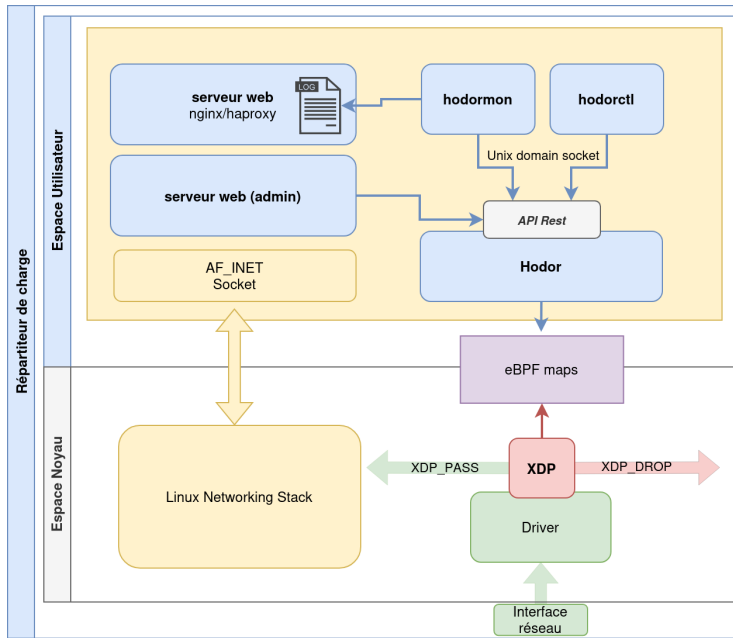 Répartiteur de charge
Espace Utilisateur
serveur web
nginx/haproxy
LOG
hodormon
hodorctl
Unix domain socket
serveur web (admin)
API Rest
Hodor
AF_INET
Socket
eBPF maps
Espace Noyau
Linux Networking Stack
XDP_PASS
XDP
XDP_DROP
Driver
Interface
réseau